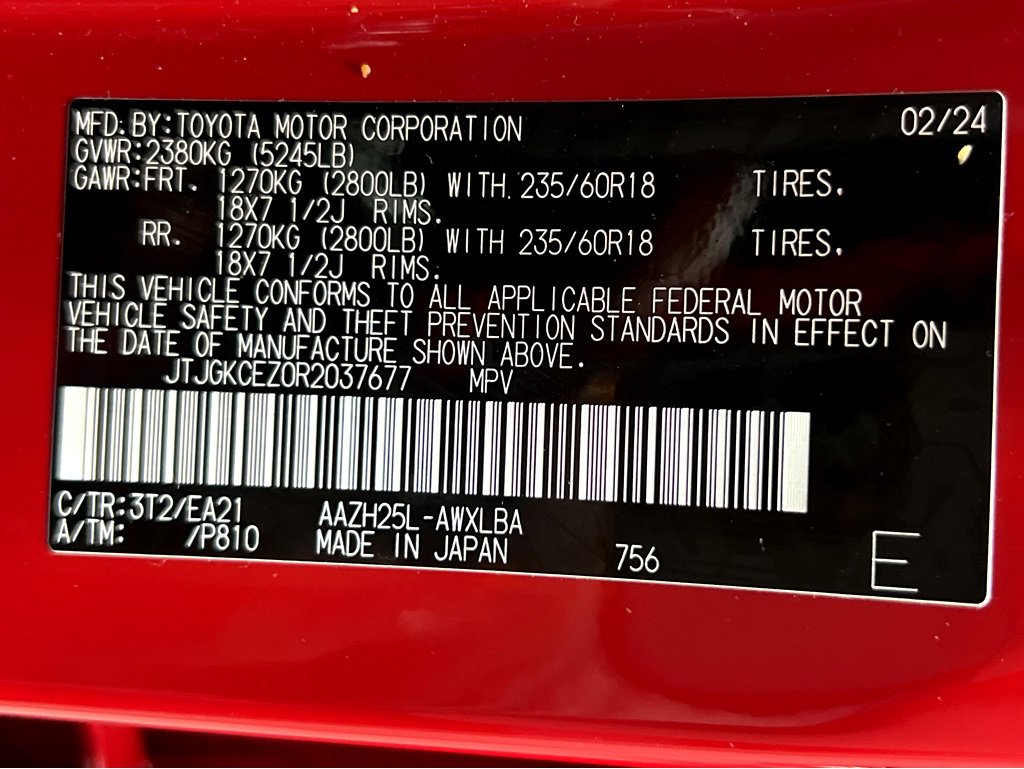 MFD.BY:TOYOTA MOTOR CORPORATION 02/24
GVWR:2380KG (5245LB)
GAWR:FRT. 1270KG (2800LB) WITH 235/60R18 TIRES.
18X7 1/2J RIMS.
RR. 1270KG (2800LB) WITH 235/60R18 TIRES.
18X7 1/2J RIMS.
THIS VEHICLE CONFORMS TO ALL APPLICABLE FEDERAL MOTOR
VEHICLE SAFETY AND THEFT PREVENTION STANDARDS IN EFFECT ON
THE DATE OF MANUFACTURE SHOWN ABOVE.
JTJGKCEZ0R2037677 MPV
C/TR:3T2/EA21 AAZH25L-AWXLBA
A/TM: /P810 MADE IN JAPAN 756 E